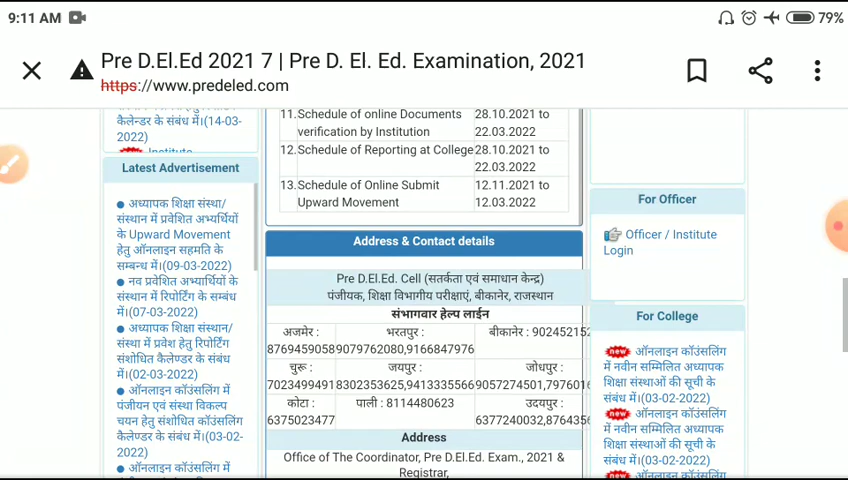 9:11 AM
79%
Pre D.El.Ed 2021 7 | Pre D. El. Ed. Examination, 2021
https://www.predeled.com
कैलेन्डर के संबंध में।(14-03-
2022)
Institute
Latest Advertisement
अध्यापक शिक्षा संस्था/
संस्थान में प्रवेशित अभ्यर्थियों
के Upward Movement
हेतु ऑनलाइन सहमति के
सम्बन्ध में।(09-03-2022)
नव प्रवेशित अभ्यार्थियों के
संस्थान में रिपोर्टिंग के सम्बंध
में।(07-03-2022)
अध्यापक शिक्षा संस्थान/
संस्था में प्रवेश हेतु रिपोर्टिंग
संशोधित कैलेण्डर के संबंध
में।(02-03-2022)
ऑनलाइन कॉउंसलिंग में
पंजीयन एवं संस्था विकल्प
चयन हेतु संशोधित कॉउंसलिंग
कैलेण्डर के संबंध में।(03-02-
2022)
ऑनलाइन कॉउंसलिंग में
11. Schedule of online Documents 28.10.2021 to
verification by Institution 22.03.2022
12. Schedule of Reporting at College 28.10.2021 to
22.03.2022
13. Schedule of Online Submit 12.11.2021 to
Upward Movement 12.03.2022
Address & Contact details
Pre D.El.Ed. Cell (सतर्कता एवं समाधान केन्द्र)
पंजीयक, शिक्षा विभागीय परीक्षाएं, बीकानेर, राजस्थान
संभागवार हेल्प लाईन
अजमेर : भरतपुर : बीकानेर : 902452152
8769459058 9079762080,9166847976
चुरू : जयपुर : जोधपुर :
7023499491 8302353625,9413335566 9057274501,797601
कोटा : पाली : 8114480623 उदयपुर :
6375023477 6377240032,876435
Address
Office of The Coordinator, Pre D.El.Ed. Exam., 2021 &
Registrar,
For Officer
Officer / Institute
Login
For College
new ऑनलाइन कॉउंसलिंग
में नवीन सम्मिलित अध्यापक
शिक्षा संस्थाओं की सूची के
संबंध में।(03-02-2022)
new ऑनलाइन कॉउंसलिंग
में नवीन सम्मिलित अध्यापक
शिक्षा संस्थाओं की सूची के
संबंध में।(03-02-2022)
new ऑनलाइन कॉउंसलिंग